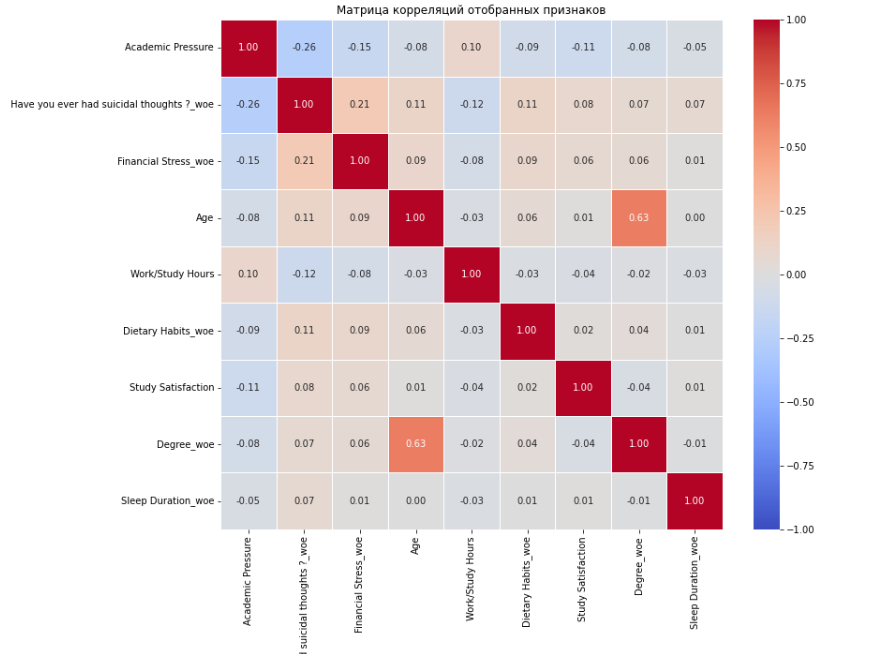 Матрица корреляций отобранных признаков
Academic Pressure
1.00 -0.26 -0.15 -0.08 0.10 -0.09 -0.11 -0.08 -0.05
Have you ever had suicidal thoughts ?_woe
-0.26 1.00 0.21 0.11 -0.12 0.11 0.08 0.07 0.07
Financial Stress_woe
-0.15 0.21 1.00 0.09 -0.08 0.09 0.06 0.06 0.01
Age
-0.08 0.11 0.09 1.00 -0.03 0.06 0.01 0.63 0.00
Work/Study Hours
0.10 -0.12 -0.08 -0.03 1.00 -0.03 -0.04 -0.02 -0.03
Dietary Habits_woe
-0.09 0.11 0.09 0.06 -0.03 1.00 0.02 0.04 0.01
Study Satisfaction
-0.11 0.08 0.06 0.01 -0.04 0.02 1.00 -0.04 0.01
Degree_woe
-0.08 0.07 0.06 0.63 -0.02 0.04 -0.04 1.00 -0.01
Sleep Duration_woe
-0.05 0.07 0.01 0.00 -0.03 0.01 0.01 -0.01 1.00
Academic Pressure
suicidal thoughts ?_woe
Financial Stress_woe
Age
Work/Study Hours
Dietary Habits_woe
Study Satisfaction
Degree_woe
Sleep Duration_woe
1.00
0.75
0.50
0.25
0.00
−0.25
−0.50
−0.75
−1.00